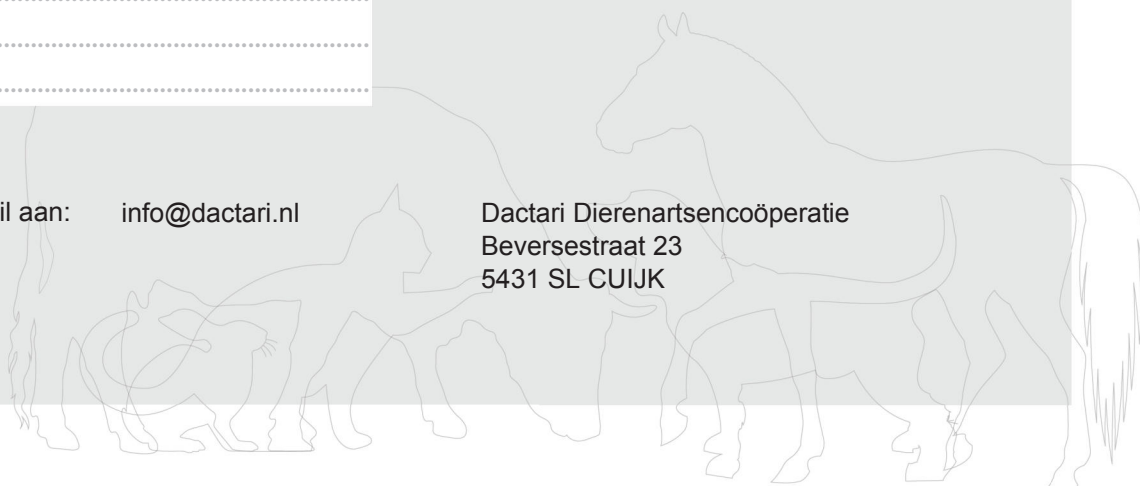 il aan: info@dactari.nl
Dactari Dierenartsencoöperatie
Beversestraat 23
5431 SL CUIJK